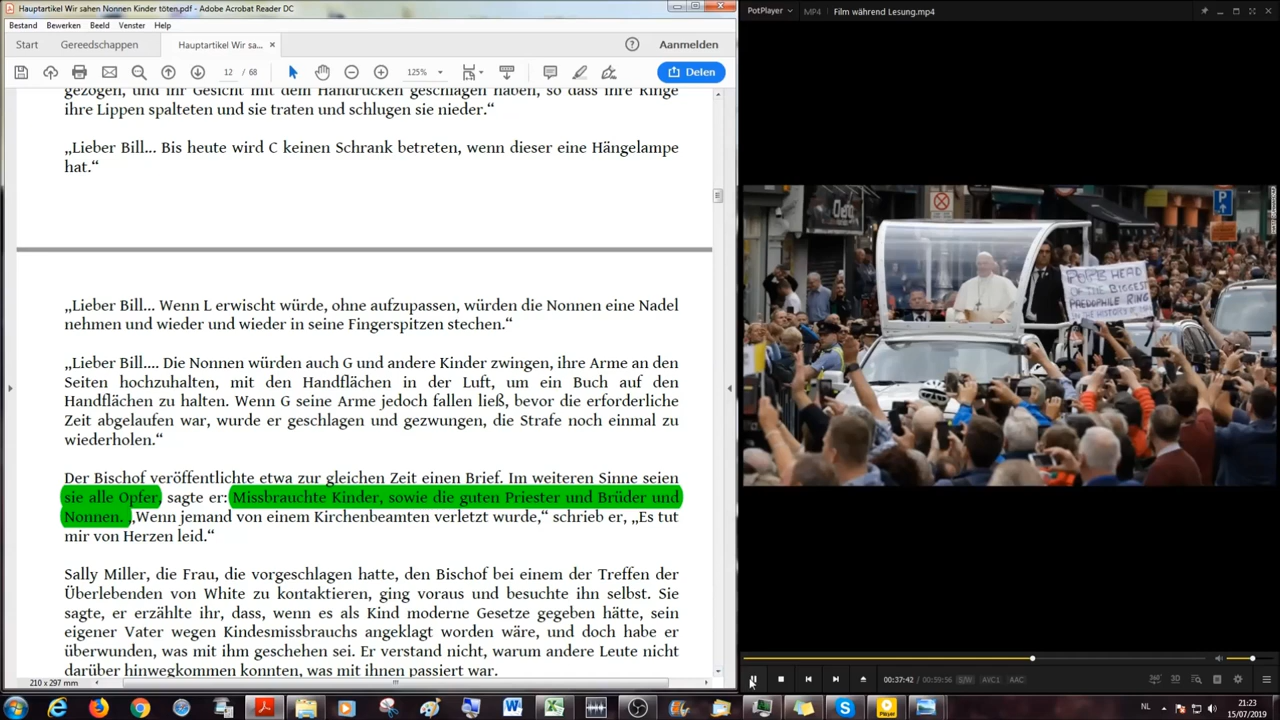 Hauptartikel Wir sahen Nonnen Kinder töten.pdf - Adobe Acrobat Reader DC
Bestand Bewerken Beeld Venster Help
Start Gereedschappen Hauptartikel Wir sa... × Aanmelden
12 / 68 125% Delen
gezogen, und ihr Gesicht mit dem Handrücken geschlagen haben, so dass ihre Ringe
ihre Lippen spalteten und sie traten und schlugen sie nieder.“
„Lieber Bill... Bis heute wird C keinen Schrank betreten, wenn dieser eine Hängelampe
hat.“
„Lieber Bill... Wenn L erwischt würde, ohne aufzupassen, würden die Nonnen eine Nadel
nehmen und wieder und wieder in seine Fingerspitzen stechen.“
„Lieber Bill.... Die Nonnen würden auch G und andere Kinder zwingen, ihre Arme an den
Seiten hochzuhalten, mit den Handflächen in der Luft, um ein Buch auf den
Handflächen zu halten. Wenn G seine Arme jedoch fallen ließ, bevor die erforderliche
Zeit abgelaufen war, wurde er geschlagen und gezwungen, die Strafe noch einmal zu
wiederholen.“
Der Bischof veröffentlichte etwa zur gleichen Zeit einen Brief. Im weiteren Sinne seien
sie alle Opfer, sagte er: Missbrauchte Kinder, sowie die guten Priester und Brüder und
Nonnen. „Wenn jemand von einem Kirchenbeamten verletzt wurde,“ schrieb er, „Es tut
mir von Herzen leid.“
Sally Miller, die Frau, die vorgeschlagen hatte, den Bischof bei einem der Treffen der
Überlebenden von White zu kontaktieren, ging voraus und besuchte ihn selbst. Sie
sagte, er erzählte ihr, dass, wenn es als Kind moderne Gesetze gegeben hätte, sein
eigener Vater wegen Kindesmissbrauchs angeklagt worden wäre, und doch habe er
überwunden, was mit ihm geschehen sei. Er verstand nicht, warum andere Leute nicht
darüber hinwegkommen konnten, was mit ihnen passiert war.
210 x 297 mm
PotPlayer MP4 Film während Lesung.mp4
P
POPE HEAD
OF THE BIGGEST
PAEDOPHILE RING
IN THE HISTORY OF
00:37:42 / 00:59:56 S/W AVC1 AAC
360° 3D
NL 21:23
15/07/2019